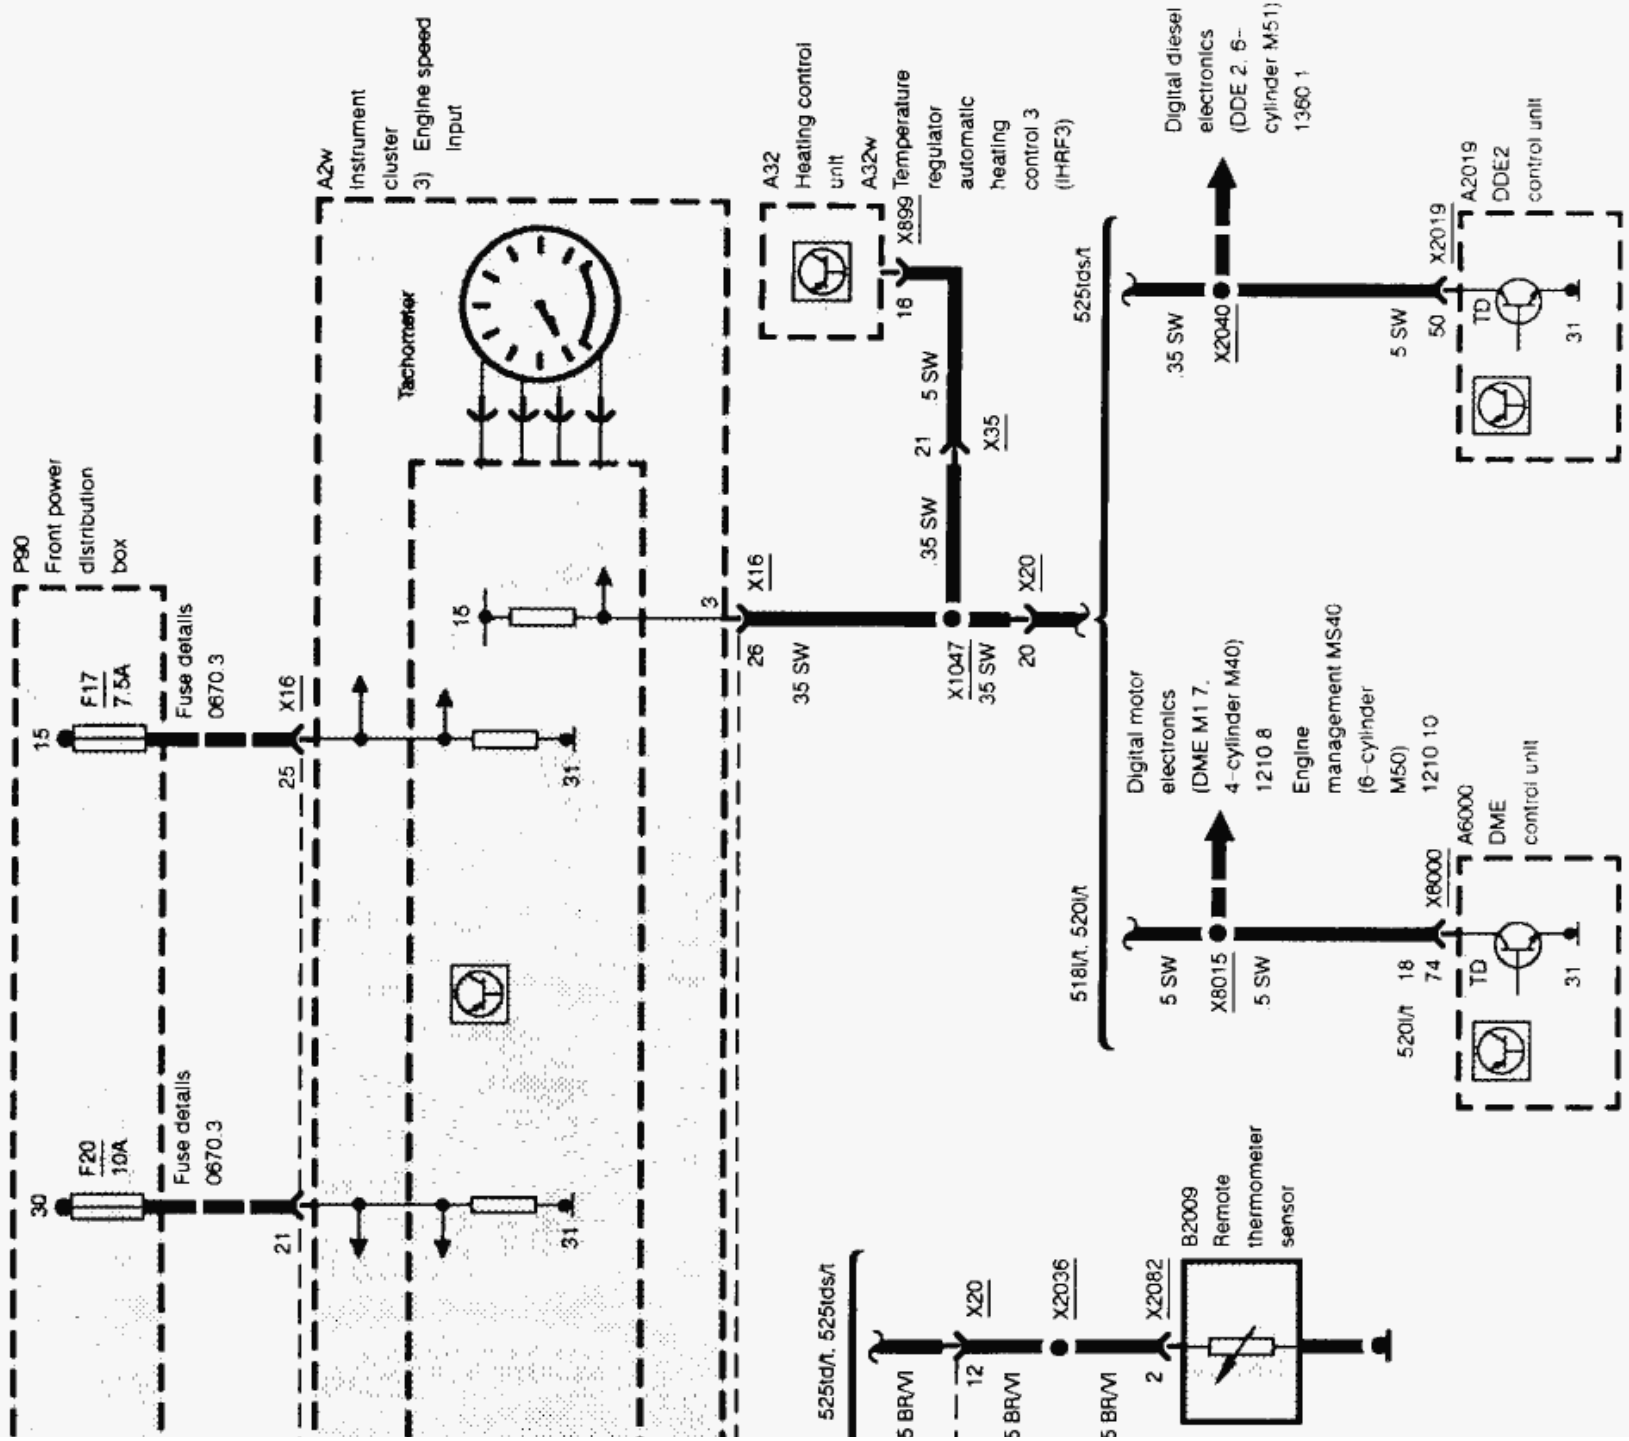 P90
Front power
distribution
box
15
F17
7.5A
Fuse details
0670.3
X16
25
30
F20
10A
Fuse details
0670.3
21
A2w
Instrument
cluster
3) Engine speed
Input
Tachometer
15
31
31
3
X16
26
35 SW
A32
Heating control
unit
A32w
Temperature
regulator
automatic
heating
control 3
(IHRF3)
X899
16
.5 SW
21
X35
.35 SW
X1047
35 SW
X20
20
525tds/t
Digital diesel
electronics
(DDE 2. 6-
cylinder M51)
1360 1
.35 SW
X2040
5 SW
50
X2019
A2019
DDE2
control unit
TD
31
518i/t. 520i/t
Digital motor
electronics
(DME M1 7.
4-cylinder M40)
1210 8
Engine
management MS40
(6-cylinder
M50)
1210 10
5 SW
X8015
.5 SW
520i/t
18
74
X6000
A6000
DME
control unit
TD
31
525td/t. 525tds/t
5 BR/VI
X20
12
5 BR/VI
X2036
5 BR/VI
X2082
2
B2009
Remote
thermometer
sensor